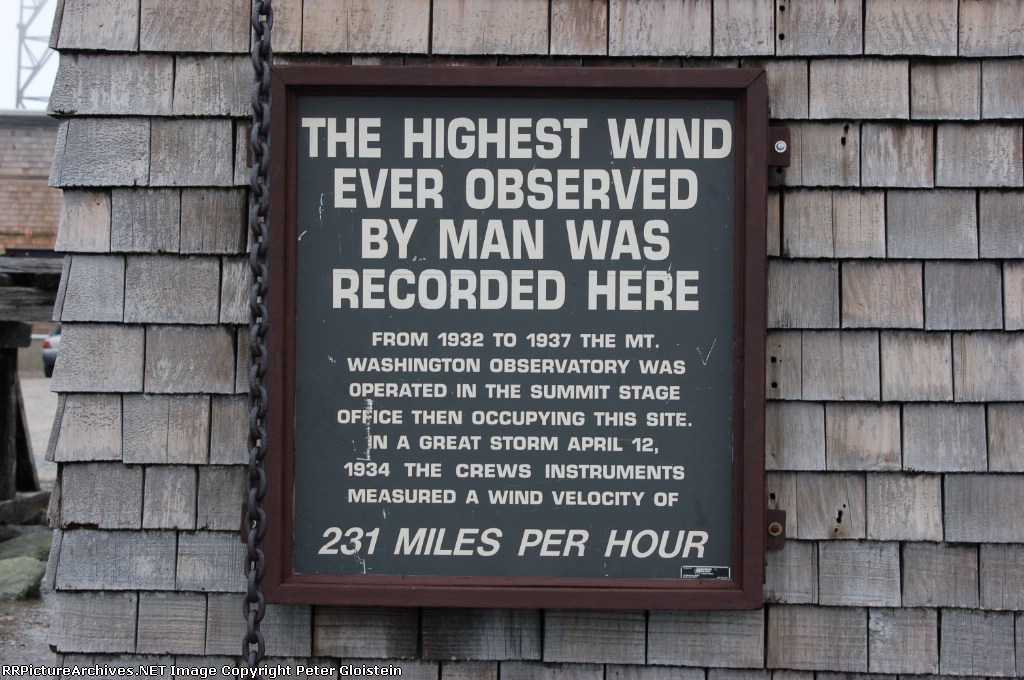 THE HIGHEST WIND
EVER OBSERVED
BY MAN WAS
RECORDED HERE
FROM 1932 TO 1937 THE MT.
WASHINGTON OBSERVATORY WAS
OPERATED IN THE SUMMIT STAGE
OFFICE THEN OCCUPYING THIS SITE.
IN A GREAT STORM APRIL 12,
1934 THE CREWS INSTRUMENTS
MEASURED A WIND VELOCITY OF
231 MILES PER HOUR
RRPictureArchives.NET Image Copyright Peter Gloistein